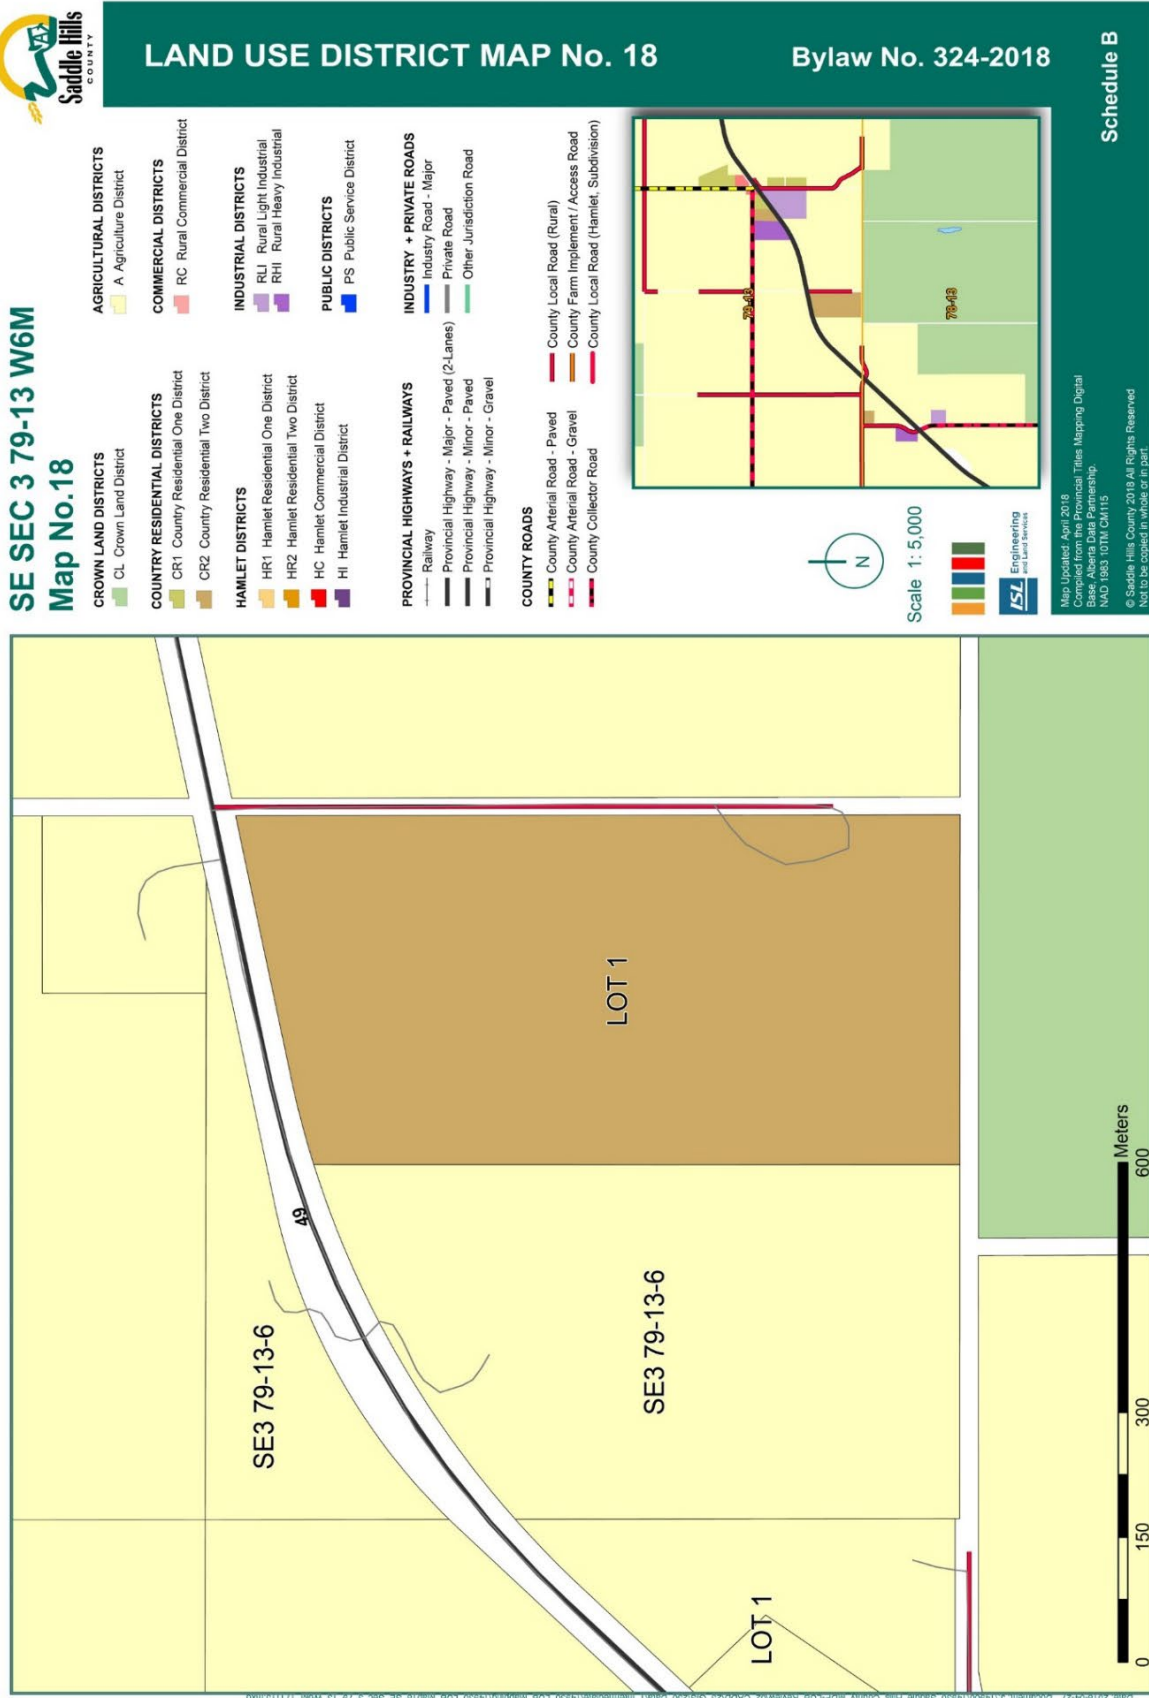 Saddle Hills
COUNTY
LAND USE DISTRICT MAP No. 18
Bylaw No. 324-2018
Schedule B
SE SEC 3 79-13 W6M
Map No.18
CROWN LAND DISTRICTS
CL Crown Land District
COUNTRY RESIDENTIAL DISTRICTS
CR1 Country Residential One District
CR2 Country Residential Two District
HAMLET DISTRICTS
HR1 Hamlet Residential One District
HR2 Hamlet Residential Two District
HC Hamlet Commercial District
HI Hamlet Industrial District
AGRICULTURAL DISTRICTS
A Agriculture District
COMMERCIAL DISTRICTS
RC Rural Commercial District
INDUSTRIAL DISTRICTS
RLI Rural Light Industrial
RHI Rural Heavy Industrial
PUBLIC DISTRICTS
PS Public Service District
PROVINCIAL HIGHWAYS + RAILWAYS
Railway
Provincial Highway - Major - Paved (2-Lanes)
Provincial Highway - Minor - Paved
Provincial Highway - Minor - Gravel
INDUSTRY + PRIVATE ROADS
Industry Road - Major
Private Road
Other Jurisdiction Road
COUNTY ROADS
County Arterial Road - Paved
County Arterial Road - Gravel
County Collector Road
County Local Road (Rural)
County Farm Implement / Access Road
County Local Road (Hamlet, Subdivision)
79-13
78-13
N
Scale 1: 5,000
ISL Engineering
and Land Services
Map Updated: April 2018
Compiled from the Provincial Titles Mapping Digital
Base, Alberta Data Partnership.
NAD 1983 10TM CM115
© Saddle Hills County 2018 All Rights Reserved
Not to be copied in whole or in part.
49
SE3 79-13-6
LOT 1
SE3 79-13-6
LOT 1
0 150 300 600
Meters